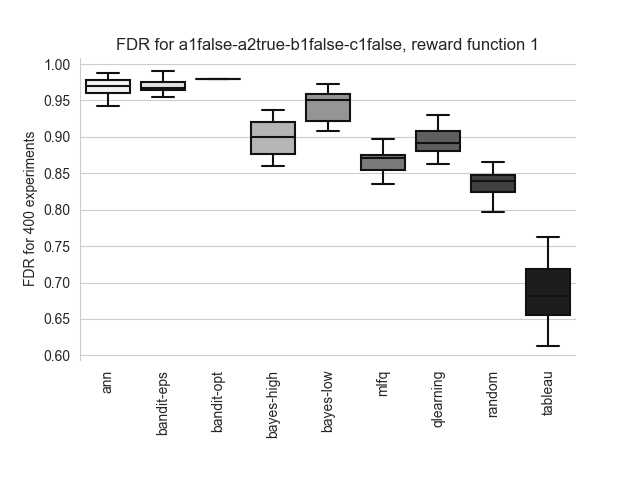 FDR for a1false-a2true-b1false-c1false, reward function 1
FDR for 400 experiments
1.00
0.95
0.90
0.85
0.80
0.75
0.70
0.65
0.60
ann
bandit-eps
bandit-opt
bayes-high
bayes-low
mlfq
qlearning
random
tableau